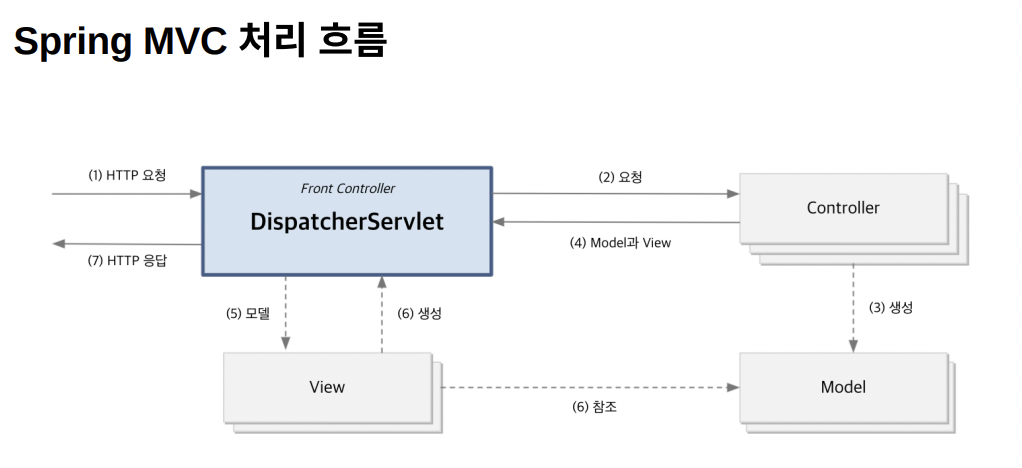 Spring MVC 처리 흐름
(1) HTTP 요청
Front Controller
DispatcherServlet
(2) 요청
Controller
(4) Model과 View
(7) HTTP 응답
(5) 모델
(6) 생성
(3) 생성
View
(6) 참조
Model